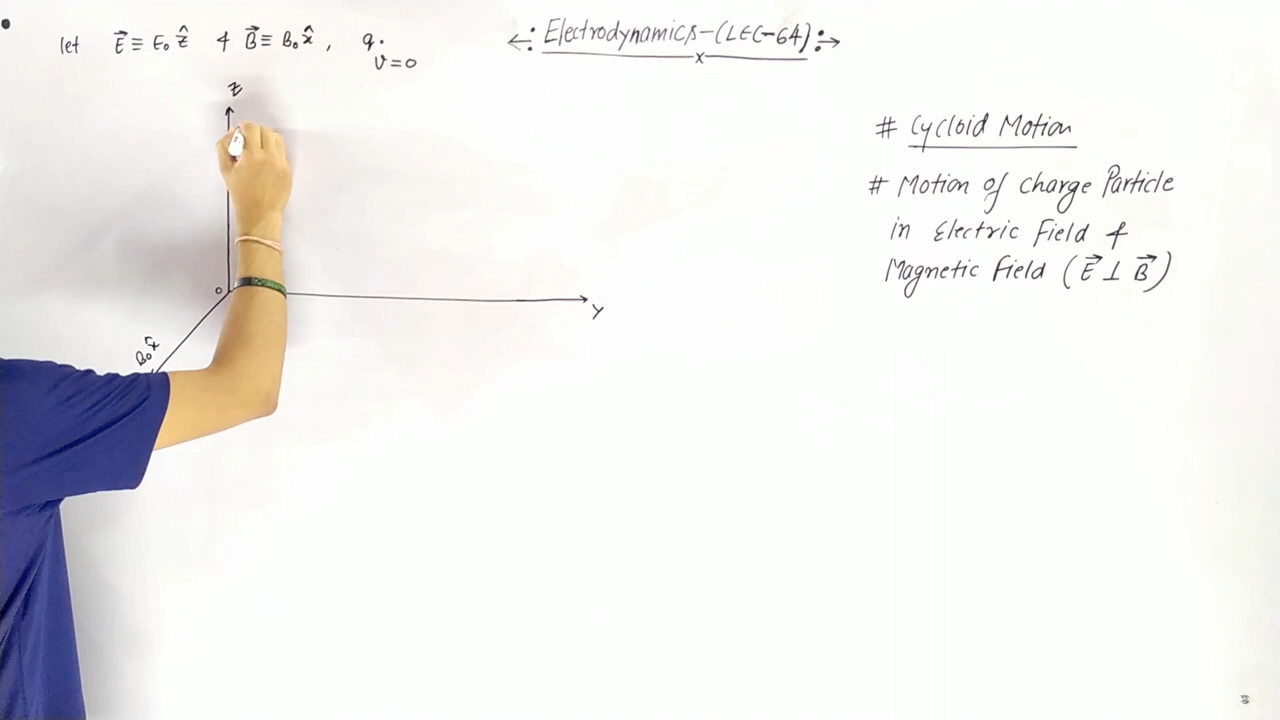 let E⃗ ≡ E₀ ẑ & B⃗ ≡ B₀ x̂ , q.
v=0
Electrodynamics-(LEC-64)
x
Z
# Cycloid Motion
# Motion of Charge Particle
in Electric Field &
Magnetic Field (E⃗ ⊥ B⃗)
O
Y
B₀x̂